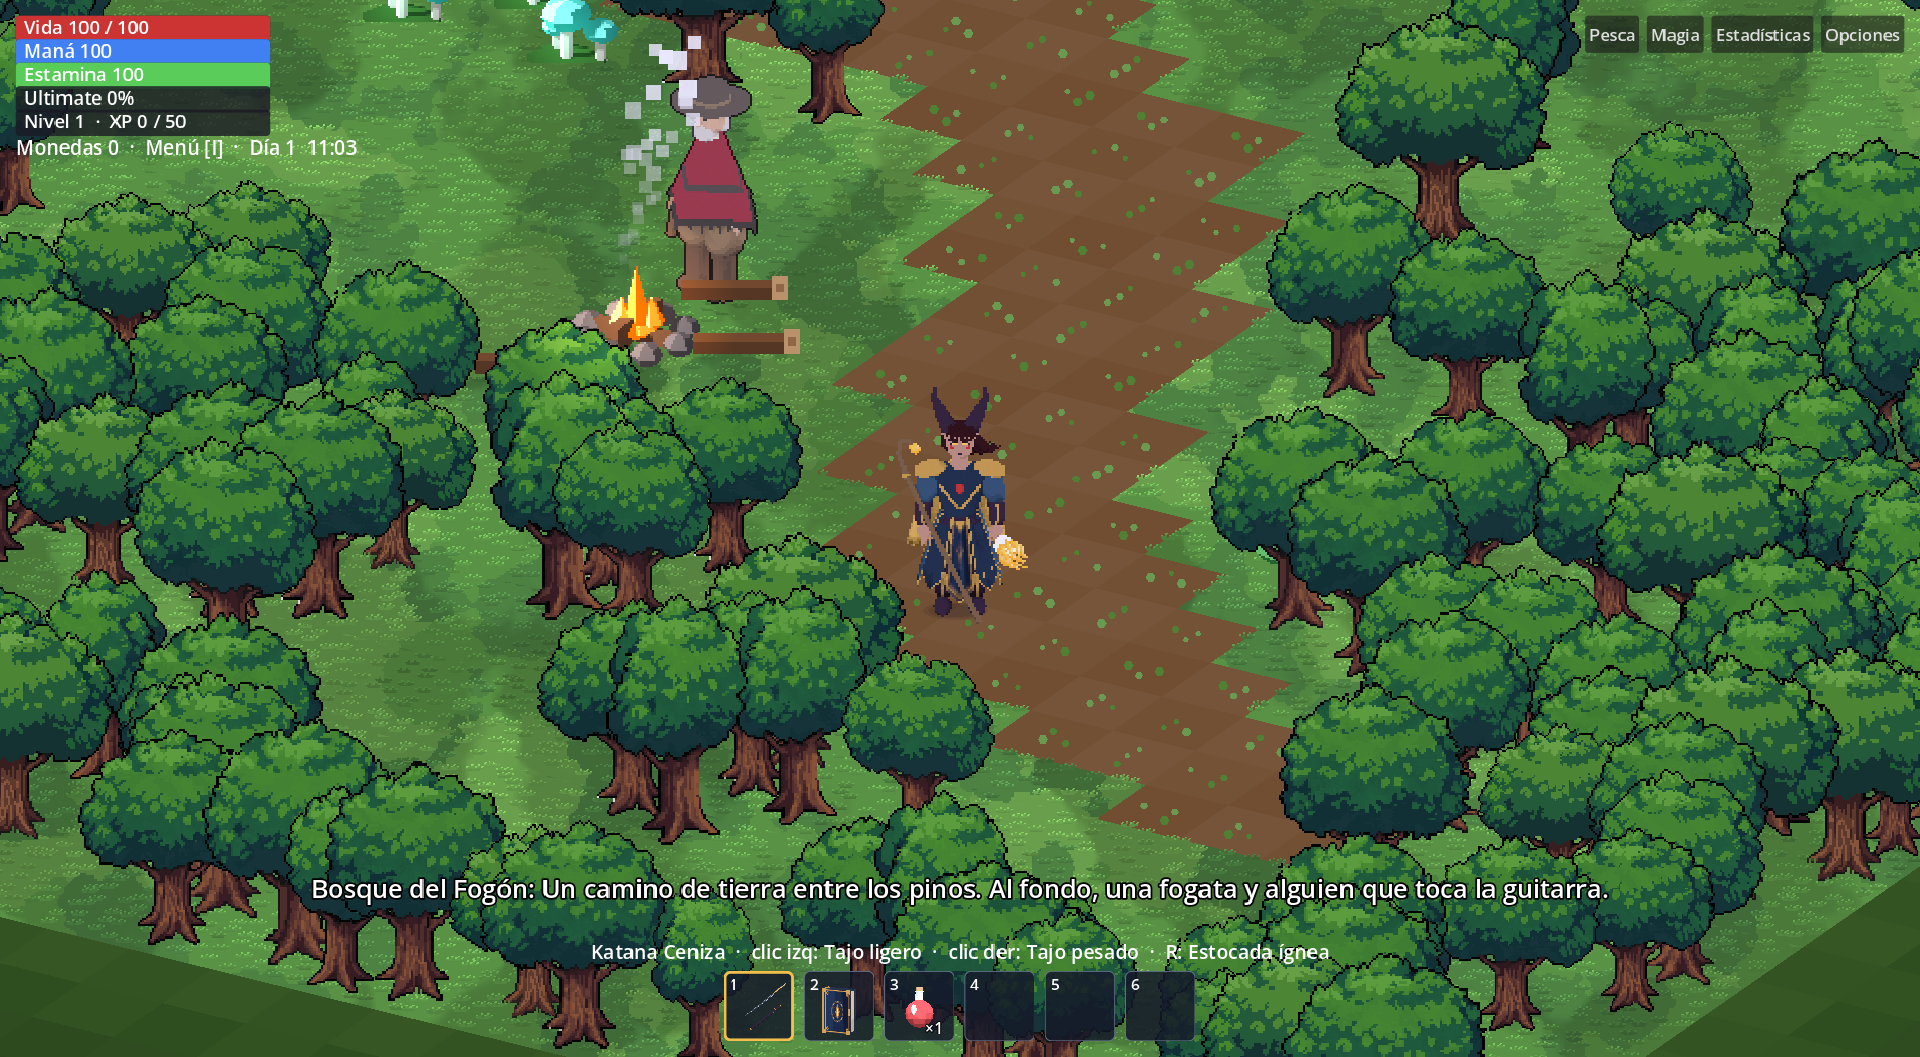 Vida 100 / 100
Maná 100
Estamina 100
Ultimate 0%
Nivel 1 · XP 0 / 50
Monedas 0 · Menú [I] · Día 1 11:03
Pesca
Magia
Estadísticas
Opciones
Bosque del Fogón: Un camino de tierra entre los pinos. Al fondo, una fogata y alguien que toca la guitarra.
Katana Ceniza · clic izq: Tajo ligero · clic der: Tajo pesado · R: Estocada ígnea
1
2
3
×1
4
5
6